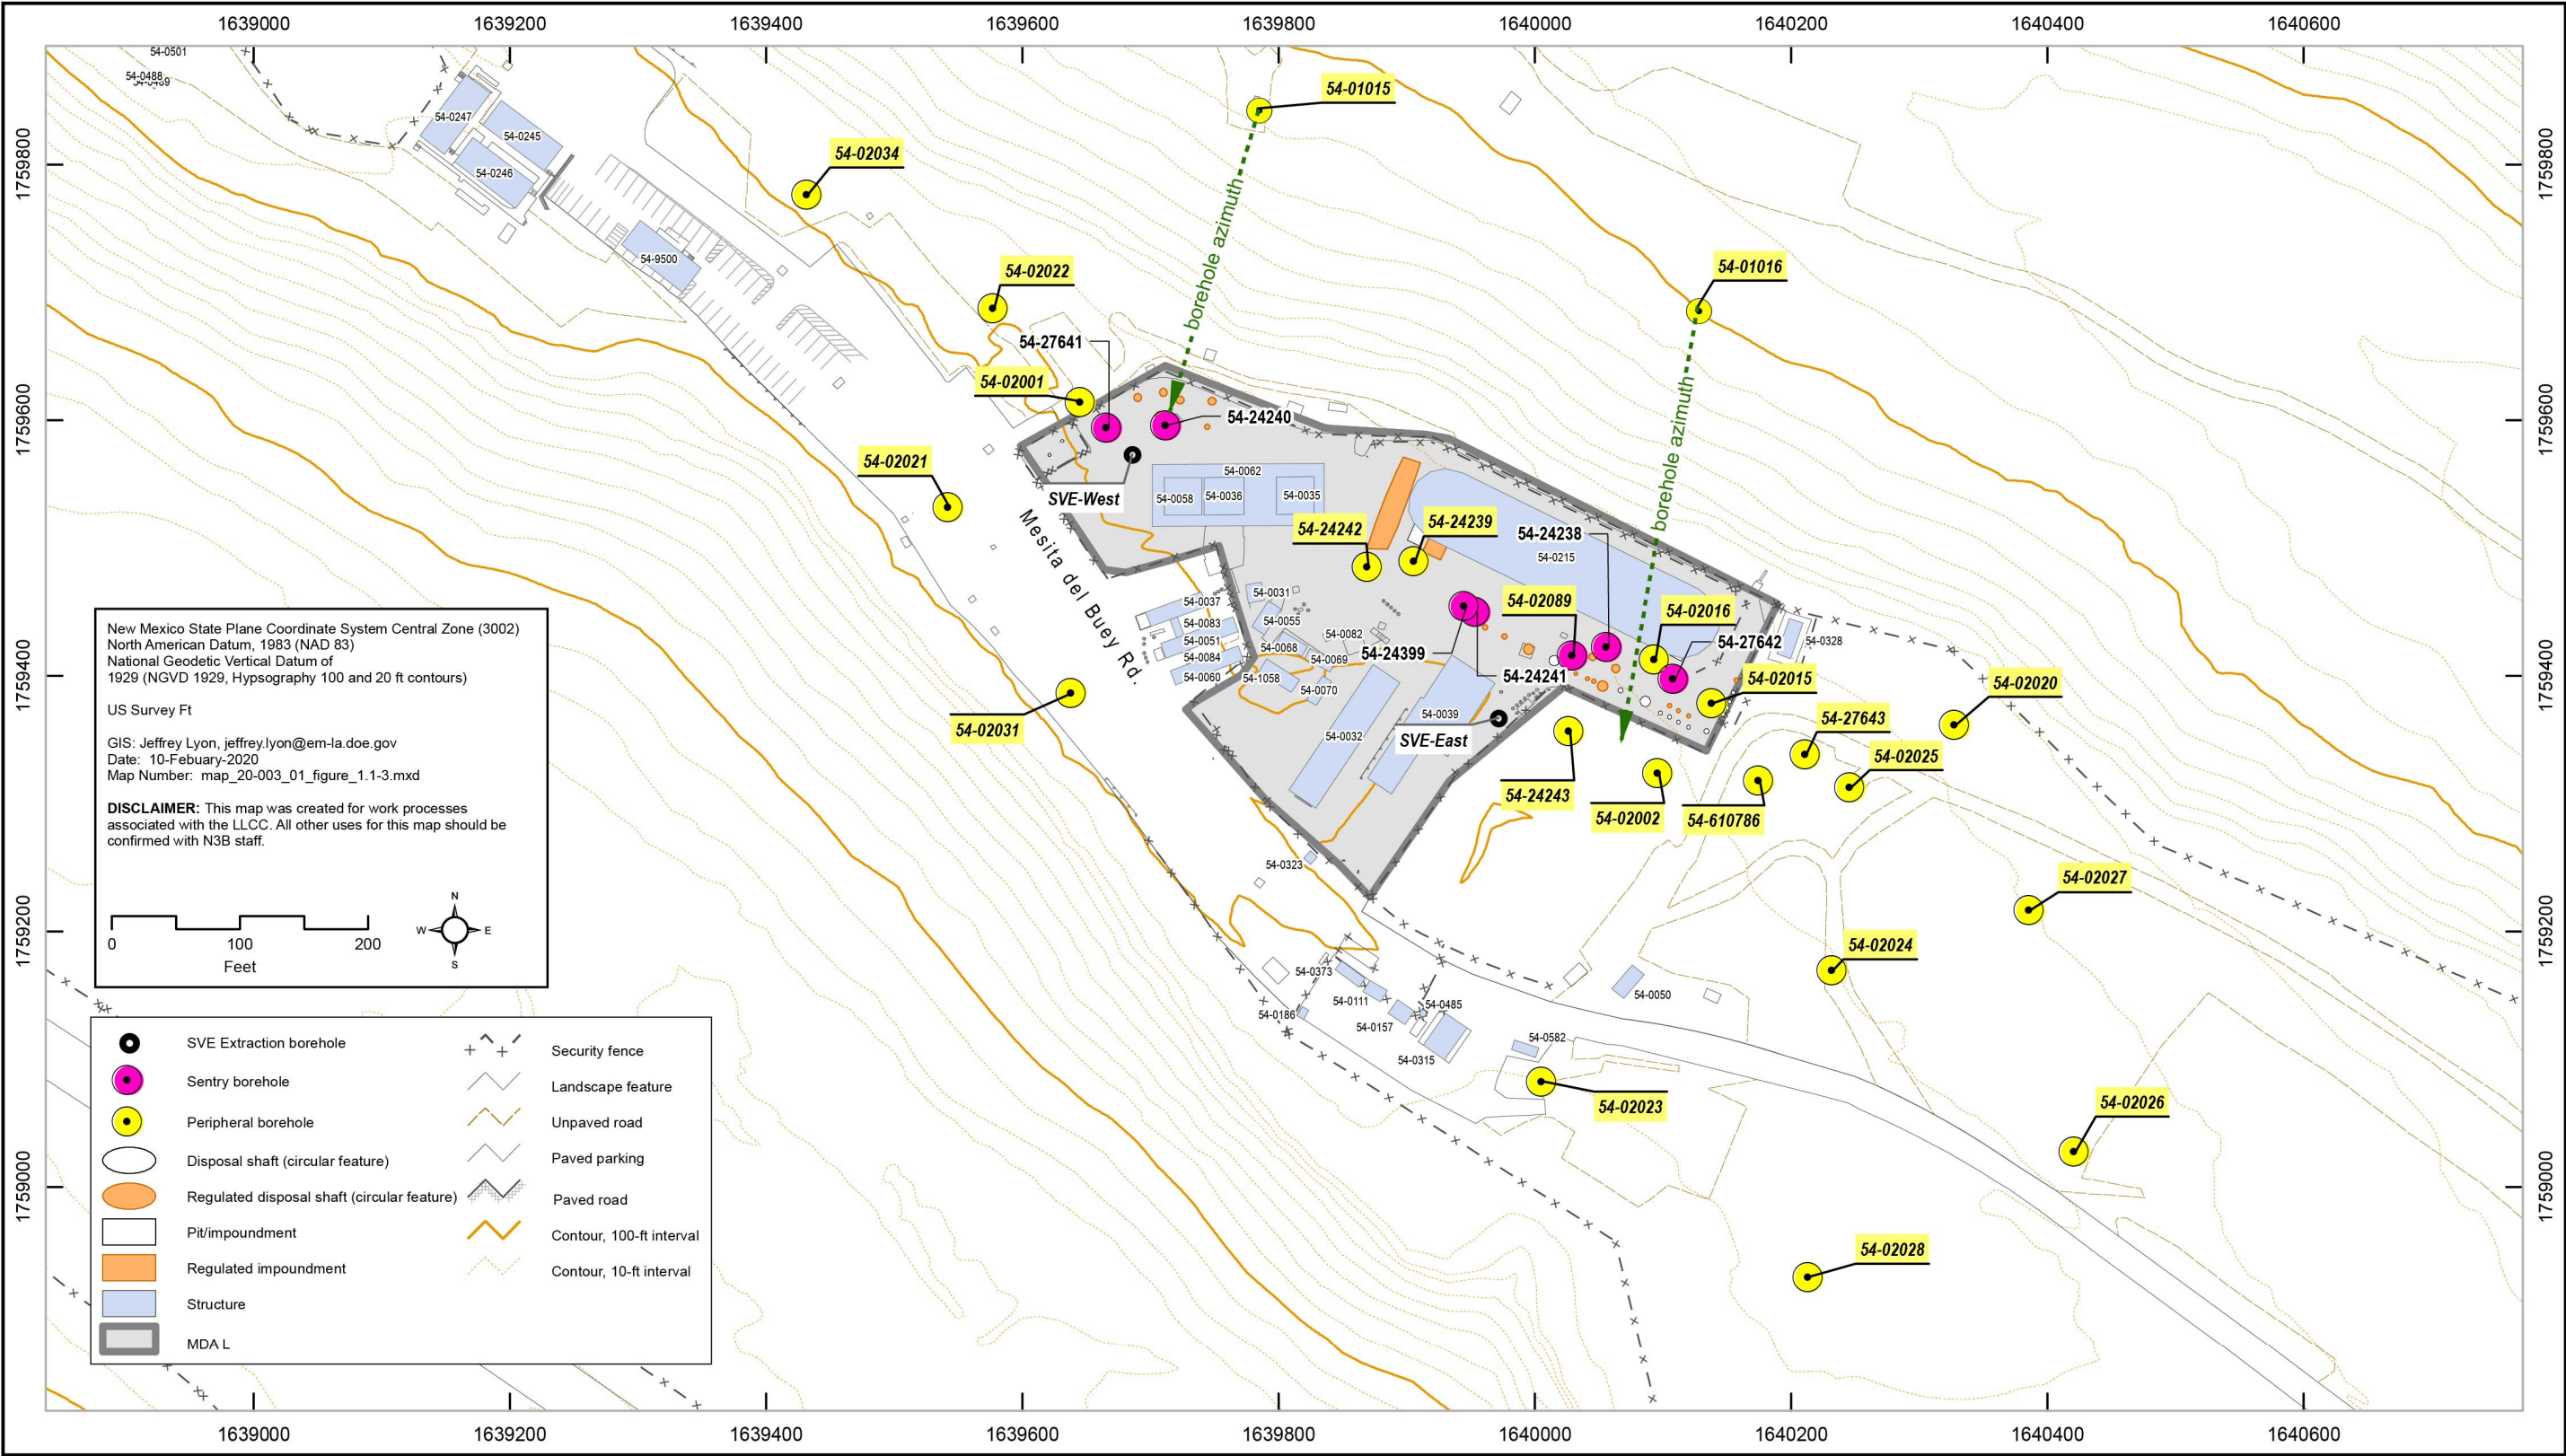 1639000 1639200 1639400 1639600 1639800 1640000 1640200 1640400 1640600
54-0501
54-0488
54-0489
54-01015
54-0247
54-0245
54-0246
54-02034
1759800
1759800
borehole azimuth
54-9500
54-02022
54-01016
54-27641
54-02001
borehole azimuth
54-24240
1759600
1759600
54-02021
54-0062
SVE-West
54-0058
54-0036
54-0035
54-24242
54-24239
54-24238
54-0215
Mesita del Buey Rd.
54-0037
54-0031
54-02089
54-02016
54-0083
54-0055
54-0051
54-0082
54-27642
54-0328
54-0068
54-24399
54-0084
54-0069
54-0060
54-1058
54-24241
54-02015
54-0070
1759400
1759400
54-02020
54-02031
54-0039
54-27643
54-0032
SVE-East
54-02025
54-24243
54-02002
54-610786
54-0323
54-02027
1759200
1759200
54-02024
54-0373
54-0050
54-0111
54-0485
54-0186
54-0157
54-0582
54-0315
54-02023
54-02026
1759000
1759000
54-02028
New Mexico State Plane Coordinate System Central Zone (3002)
North American Datum, 1983 (NAD 83)
National Geodetic Vertical Datum of
1929 (NGVD 1929, Hypsography 100 and 20 ft contours)
US Survey Ft
GIS: Jeffrey Lyon, jeffrey.lyon@em-la.doe.gov
Date: 10-Febuary-2020
Map Number: map_20-003_01_figure_1.1-3.mxd
DISCLAIMER: This map was created for work processes
associated with the LLCC. All other uses for this map should be
confirmed with N3B staff.
0 100 200
Feet
N
W E
S
SVE Extraction borehole
Sentry borehole
Peripheral borehole
Disposal shaft (circular feature)
Regulated disposal shaft (circular feature)
Pit/impoundment
Regulated impoundment
Structure
MDA L
Security fence
Landscape feature
Unpaved road
Paved parking
Paved road
Contour, 100-ft interval
Contour, 10-ft interval
1639000 1639200 1639400 1639600 1639800 1640000 1640200 1640400 1640600